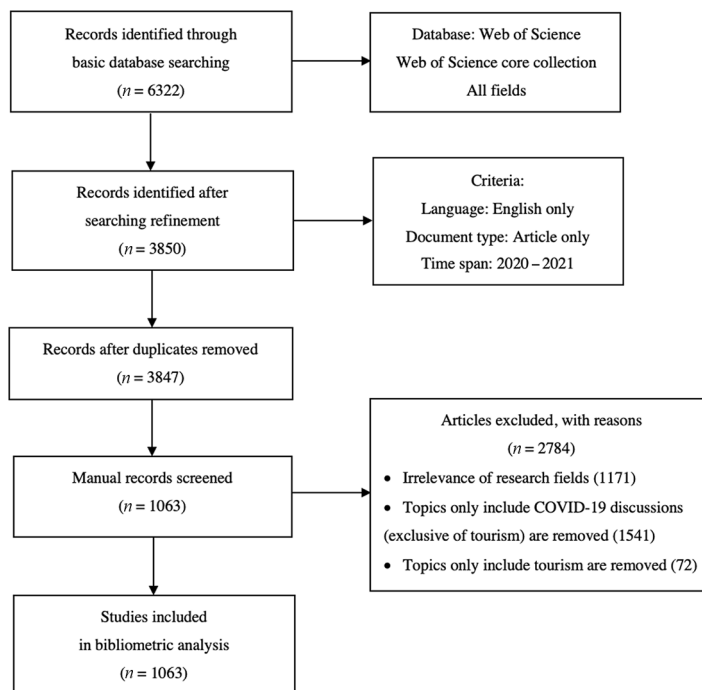 Records identified through
basic database searching
(n = 6322)
Database: Web of Science
Web of Science core collection
All fields
Records identified after
searching refinement
(n = 3850)
Criteria:
Language: English only
Document type: Article only
Time span: 2020 – 2021
Records after duplicates removed
(n = 3847)
Manual records screened
(n = 1063)
Articles excluded, with reasons
(n = 2784)
• Irrelevance of research fields (1171)
• Topics only include COVID-19 discussions
(exclusive of tourism) are removed (1541)
• Topics only include tourism are removed (72)
Studies included
in bibliometric analysis
(n = 1063)